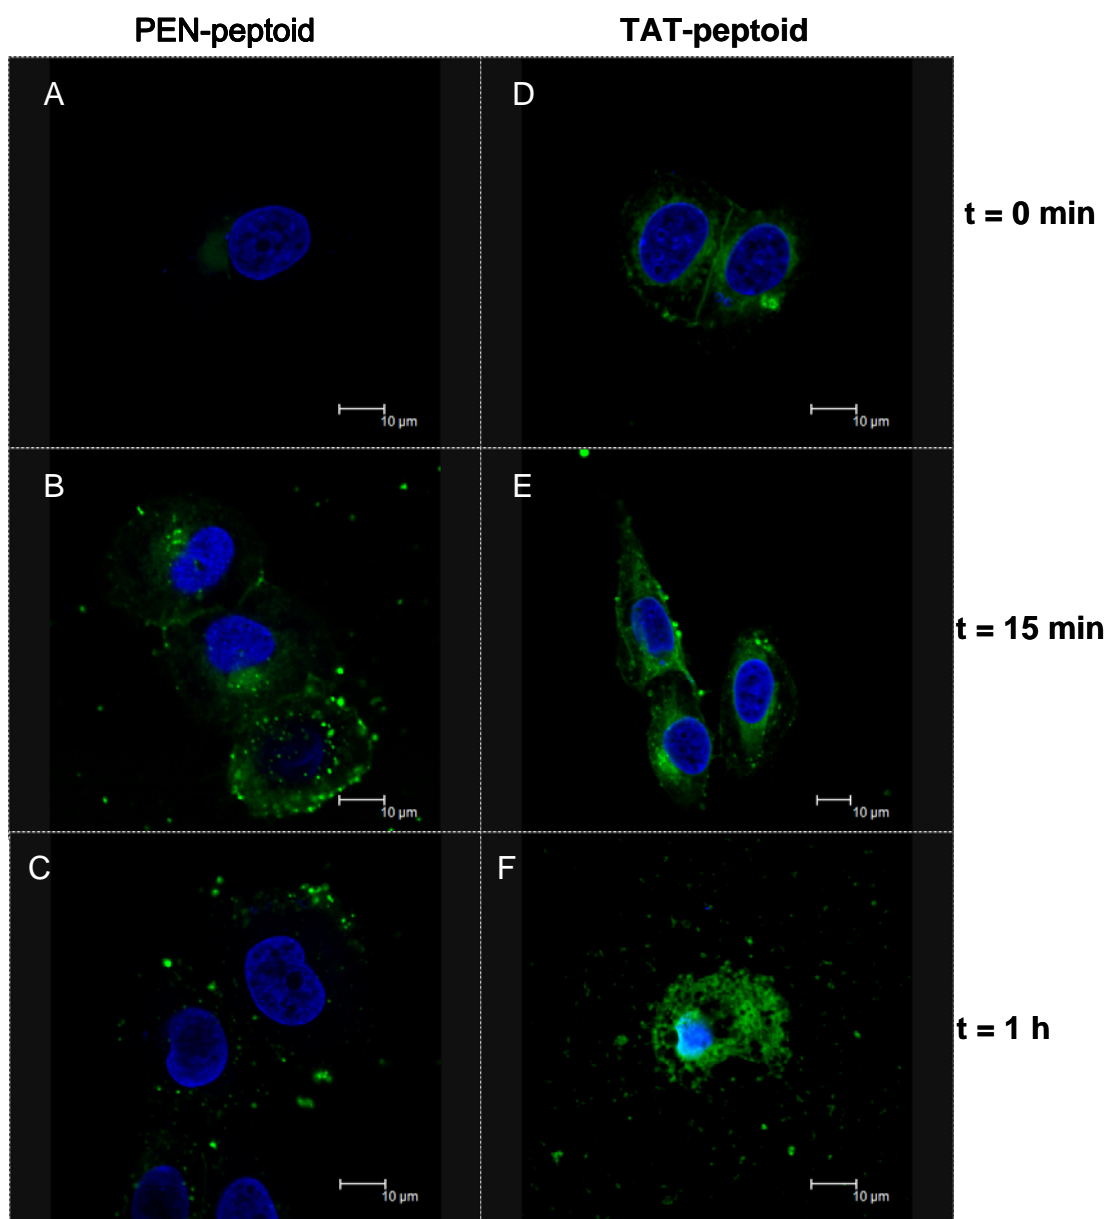 PEN-peptoid TAT-peptoid
A D
t = 0 min
10 µm 10 µm
B E
t = 15 min
10 µm 10 µm
C F
t = 1 h
10 µm 10 µm